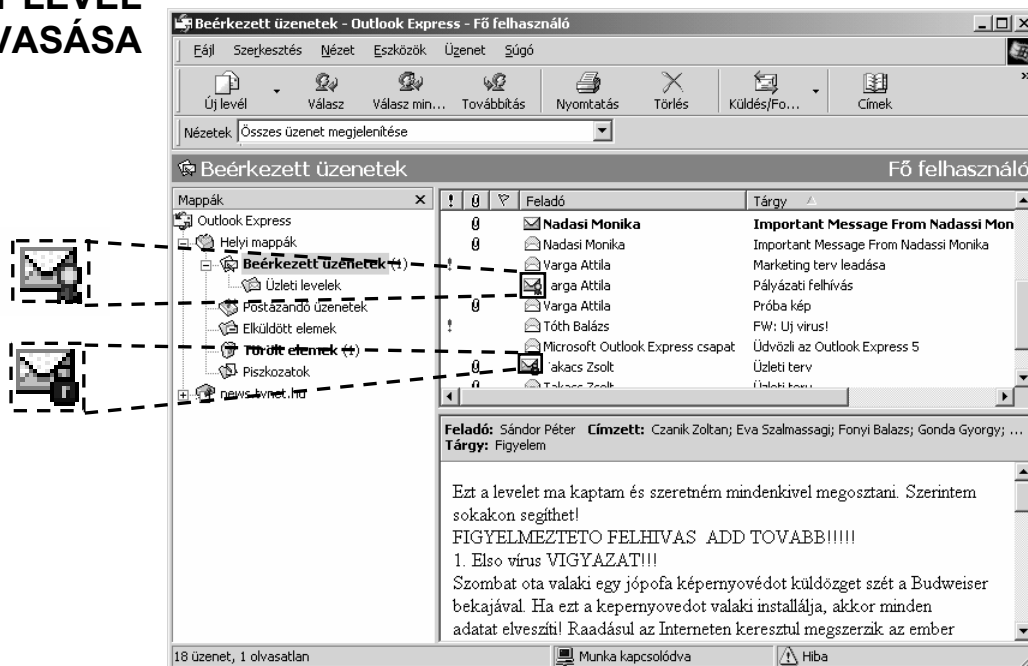 LEVEL
VASÁSA
Beérkezett üzenetek - Outlook Express - Fő felhasználó
Fájl Szerkesztés Nézet Eszközök Üzenet Súgó
Új levél Válasz Válasz min... Továbbítás Nyomtatás Törlés Küldés/Fo... Címek
Nézetek Összes üzenet megjelenítése
Beérkezett üzenetek Fő felhasználó
Mappák
Outlook Express
Helyi mappák
Beérkezett üzenetek (1)
Üzleti levelek
Postázandó üzenetek
Elküldött elemek
Törölt elemek (1)
Piszkozatok
news.tvnet.hu
! Feladó Tárgy
Nadasi Monika Important Message From Nadassi Mon
Nadasi Monika Important Message From Nadassi Monika
! Varga Attila Marketing terv leadása
arga Attila Pályázati felhívás
Varga Attila Próba kép
! Tóth Balázs FW: Uj virus!
Microsoft Outlook Express csapat Üdvözli az Outlook Express 5
akacs Zsolt Üzleti terv
Takacs Zsolt Üzleti terv
Feladó: Sándor Péter Címzett: Czanik Zoltan; Eva Szalmassagi; Fonyi Balazs; Gonda Gyorgy; ...
Tárgy: Figyelem
Ezt a levelet ma kaptam és szeretném mindenkivel megosztani. Szerintem
sokakon segíthet!
FIGYELMEZTETO FELHIVAS ADD TOVABB!!!!!
1. Elso vírus VIGYAZAT!!!
Szombat ota valaki egy jópofa képernyovédot küldözget szét a Budweiser
bekajával. Ha ezt a kepernyovedot valaki installálja, akkor minden
adatat elveszíti! Raadásul az Interneten keresztul megszerzik az ember
18 üzenet, 1 olvasatlan Munka kapcsolódva Hiba